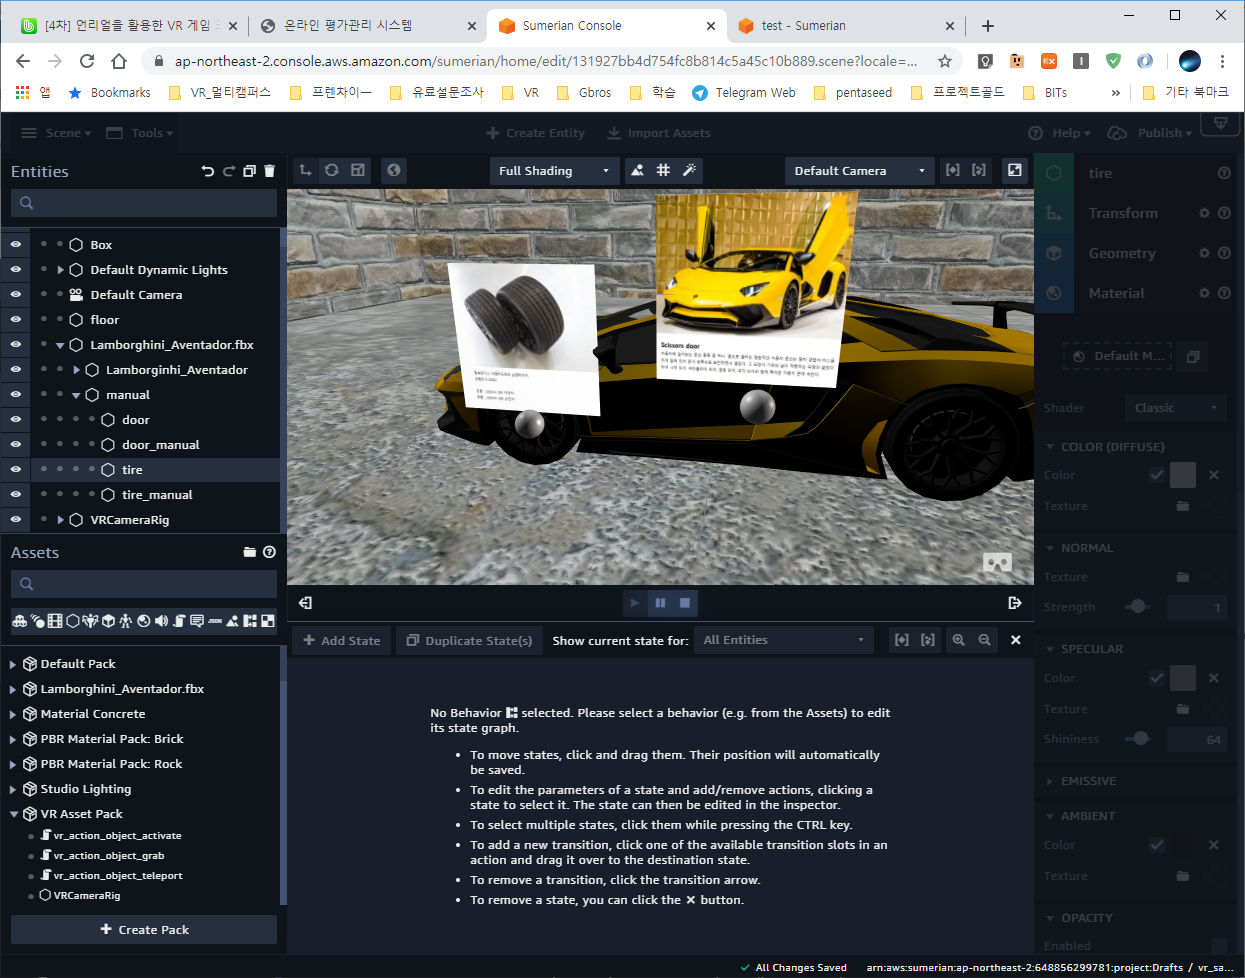 [4차] 언리얼을 활용한 VR 게임
온라인 평가관리 시스템
Sumerian Console
test - Sumerian
ap-northeast-2.console.aws.amazon.com/sumerian/home/edit/131927bb4d754fc8b814c5a45c10b889.scene?locale=...
앱
Bookmarks
VR_멀티캠퍼스
프렌차이—
유료설문조사
VR
Gbros
학습
Telegram Web
pentaseed
프로젝트골드
BITs
»
기타 북마크
Scene
Tools
Create Entity
Import Assets
Help
Publish
Entities
Full Shading
Default Camera
Box
Default Dynamic Lights
Default Camera
floor
Lamborghini_Aventador.fbx
Lamborginhi_Aventador
manual
door
door_manual
tire
tire_manual
VRCameraRig
Scissors door
Assets
JSON
Default Pack
Lamborghini_Aventador.fbx
Material Concrete
PBR Material Pack: Brick
PBR Material Pack: Rock
Studio Lighting
VR Asset Pack
vr_action_object_activate
vr_action_object_grab
vr_action_object_teleport
VRCameraRig
+ Create Pack
+ Add State
Duplicate State(s)
Show current state for:
All Entities
No Behavior selected. Please select a behavior (e.g. from the Assets) to edit
its state graph.
• To move states, click and drag them. Their position will automatically
be saved.
• To edit the parameters of a state and add/remove actions, clicking a
state to select it. The state can then be edited in the inspector.
• To select multiple states, click them while pressing the CTRL key.
• To add a new transition, click one of the available transition slots in an
action and drag it over to the destination state.
• To remove a transition, click the transition arrow.
• To remove a state, you can click the ✕ button.
tire
Transform
Geometry
Material
Default M...
Shader
Classic
COLOR (DIFFUSE)
Color
Texture
NORMAL
Texture
Strength
1
SPECULAR
Color
Texture
Shininess
64
EMISSIVE
AMBIENT
Color
Texture
OPACITY
Enabled
All Changes Saved
arn:aws:sumerian:ap-northeast-2:648856299781:project:Drafts / vr_sa...